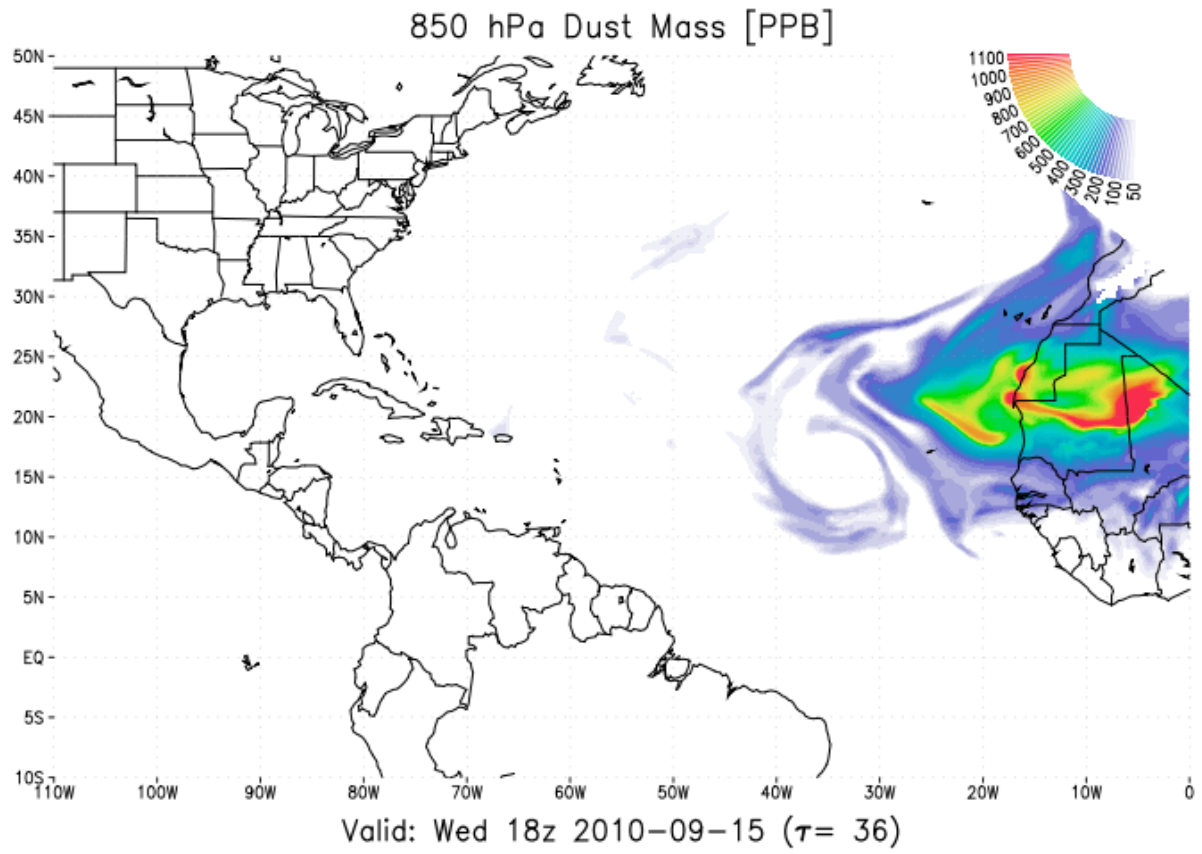 850 hPa Dust Mass [PPB]
50N
45N
40N
35N
30N
25N
20N
15N
10N
5N
EQ
5S
10S
1100
1000
900
800
700
600
500
400
300
200
100
50
110W 100W 90W 80W 70W 60W 50W 40W 30W 20W 10W 0
Valid: Wed 18z 2010-09-15 (τ= 36)